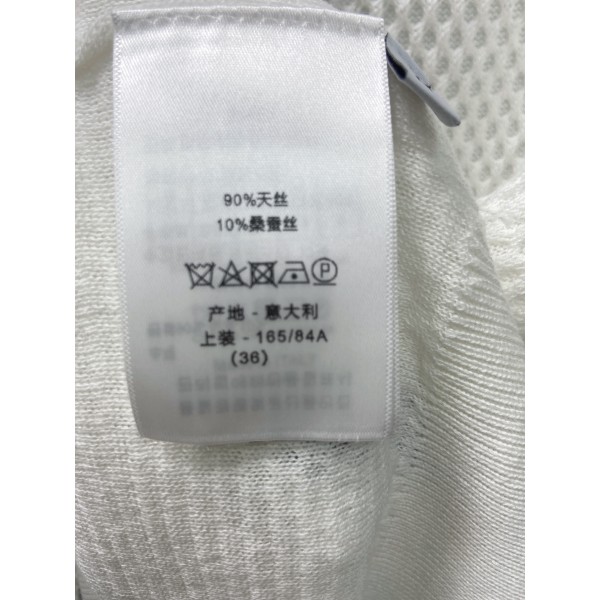 90%天丝
10%桑蚕丝
P
产地 - 意大利
上装 - 165/84A
(36)